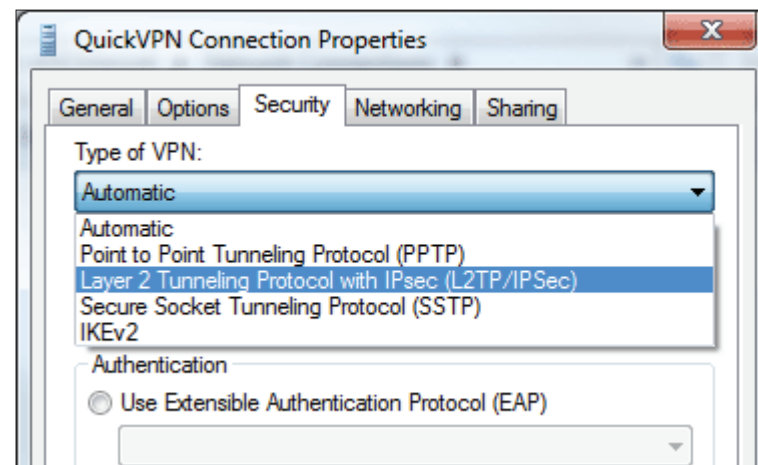 QuickVPN Connection Properties
General Options Security Networking Sharing
Type of VPN:
Automatic
Automatic
Point to Point Tunneling Protocol (PPTP)
Layer 2 Tunneling Protocol with IPsec (L2TP/IPSec)
Secure Socket Tunneling Protocol (SSTP)
IKEv2
Authentication
Use Extensible Authentication Protocol (EAP)